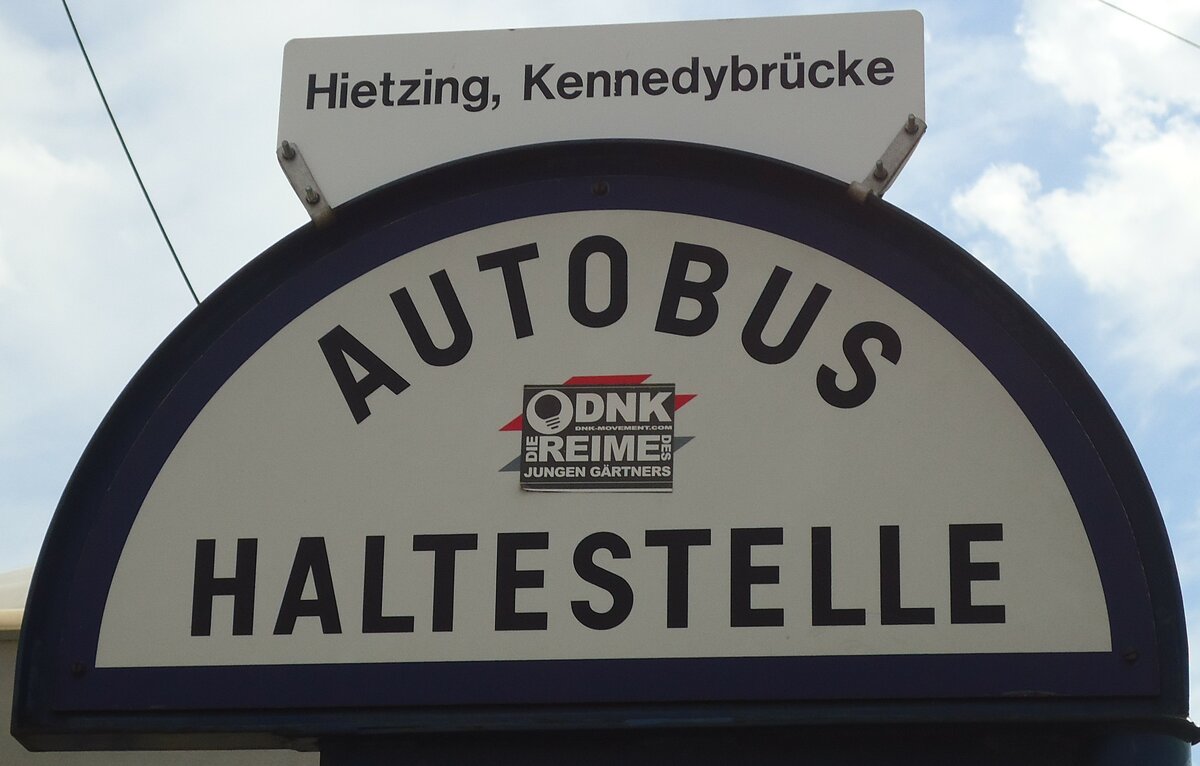 Hietzing, Kennedybrücke
AUTOBUS
DNK
DNK-MOVEMENT.COM
DIE REIME DES
JUNGEN GÄRTNERS
HALTESTELLE